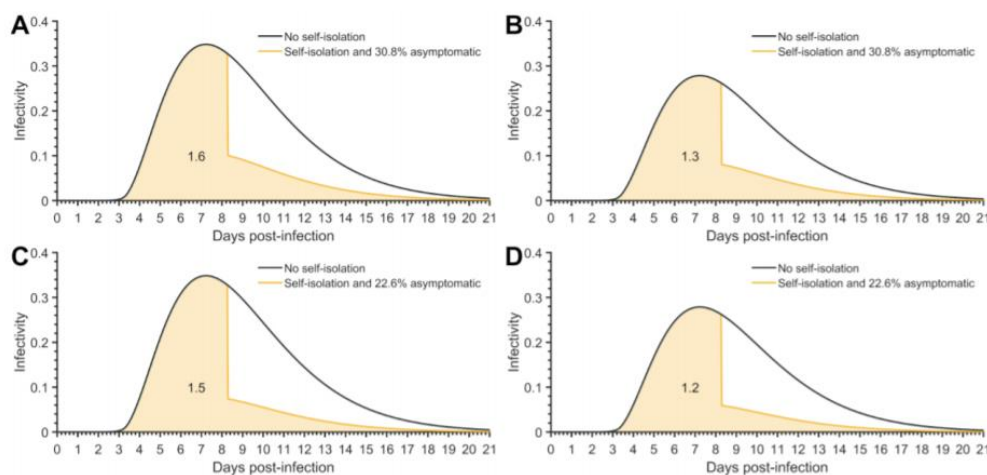 A
0.4
0.3
0.2
0.1
0
Infectivity
No self-isolation
Self-isolation and 30.8% asymptomatic
1.6
0 1 2 3 4 5 6 7 8 9 10 11 12 13 14 15 16 17 18 19 20 21
Days post-infection
B
0.4
0.3
0.2
0.1
0
Infectivity
No self-isolation
Self-isolation and 30.8% asymptomatic
1.3
0 1 2 3 4 5 6 7 8 9 10 11 12 13 14 15 16 17 18 19 20 21
Days post-infection
C
0.4
0.3
0.2
0.1
0
Infectivity
No self-isolation
Self-isolation and 22.6% asymptomatic
1.5
0 1 2 3 4 5 6 7 8 9 10 11 12 13 14 15 16 17 18 19 20 21
Days post-infection
D
0.4
0.3
0.2
0.1
0
Infectivity
No self-isolation
Self-isolation and 22.6% asymptomatic
1.2
0 1 2 3 4 5 6 7 8 9 10 11 12 13 14 15 16 17 18 19 20 21
Days post-infection